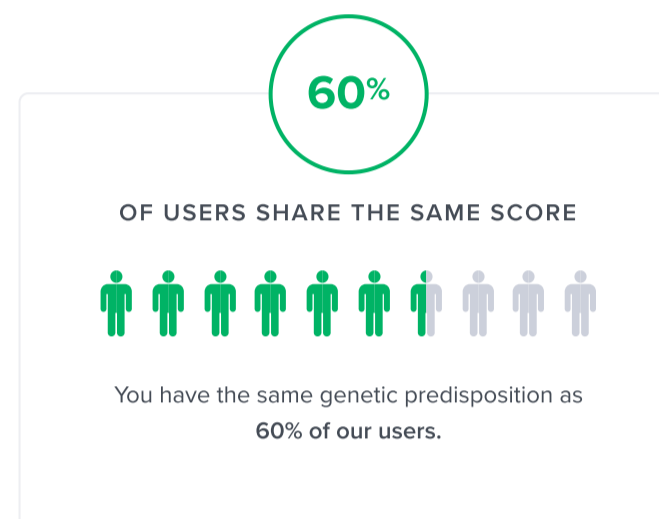 60%
OF USERS SHARE THE SAME SCORE
You have the same genetic predisposition as
60% of our users.